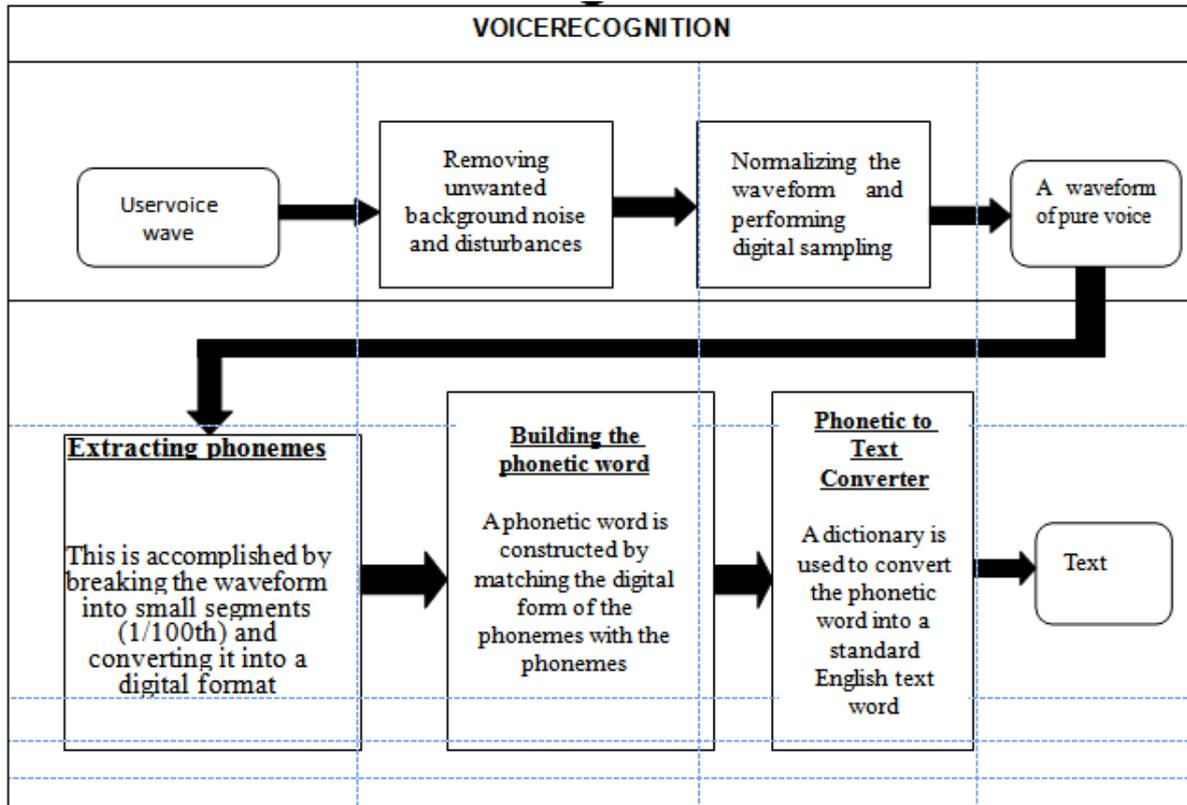 VOICERECOGNITION
Uservoice
wave
Removing
unwanted
background noise
and disturbances
Normalizing the
waveform and
performing
digital sampling
A waveform
of pure voice
Extracting phonemes
This is accomplished by
breaking the waveform
into small segments
(1/100th) and
converting it into a
digital format
Building the
phonetic word
A phonetic word is
constructed by
matching the digital
form of the
phonemes with the
phonemes
Phonetic to
Text
Converter
A dictionary is
used to convert
the phonetic
word into a
standard
English text
word
Text